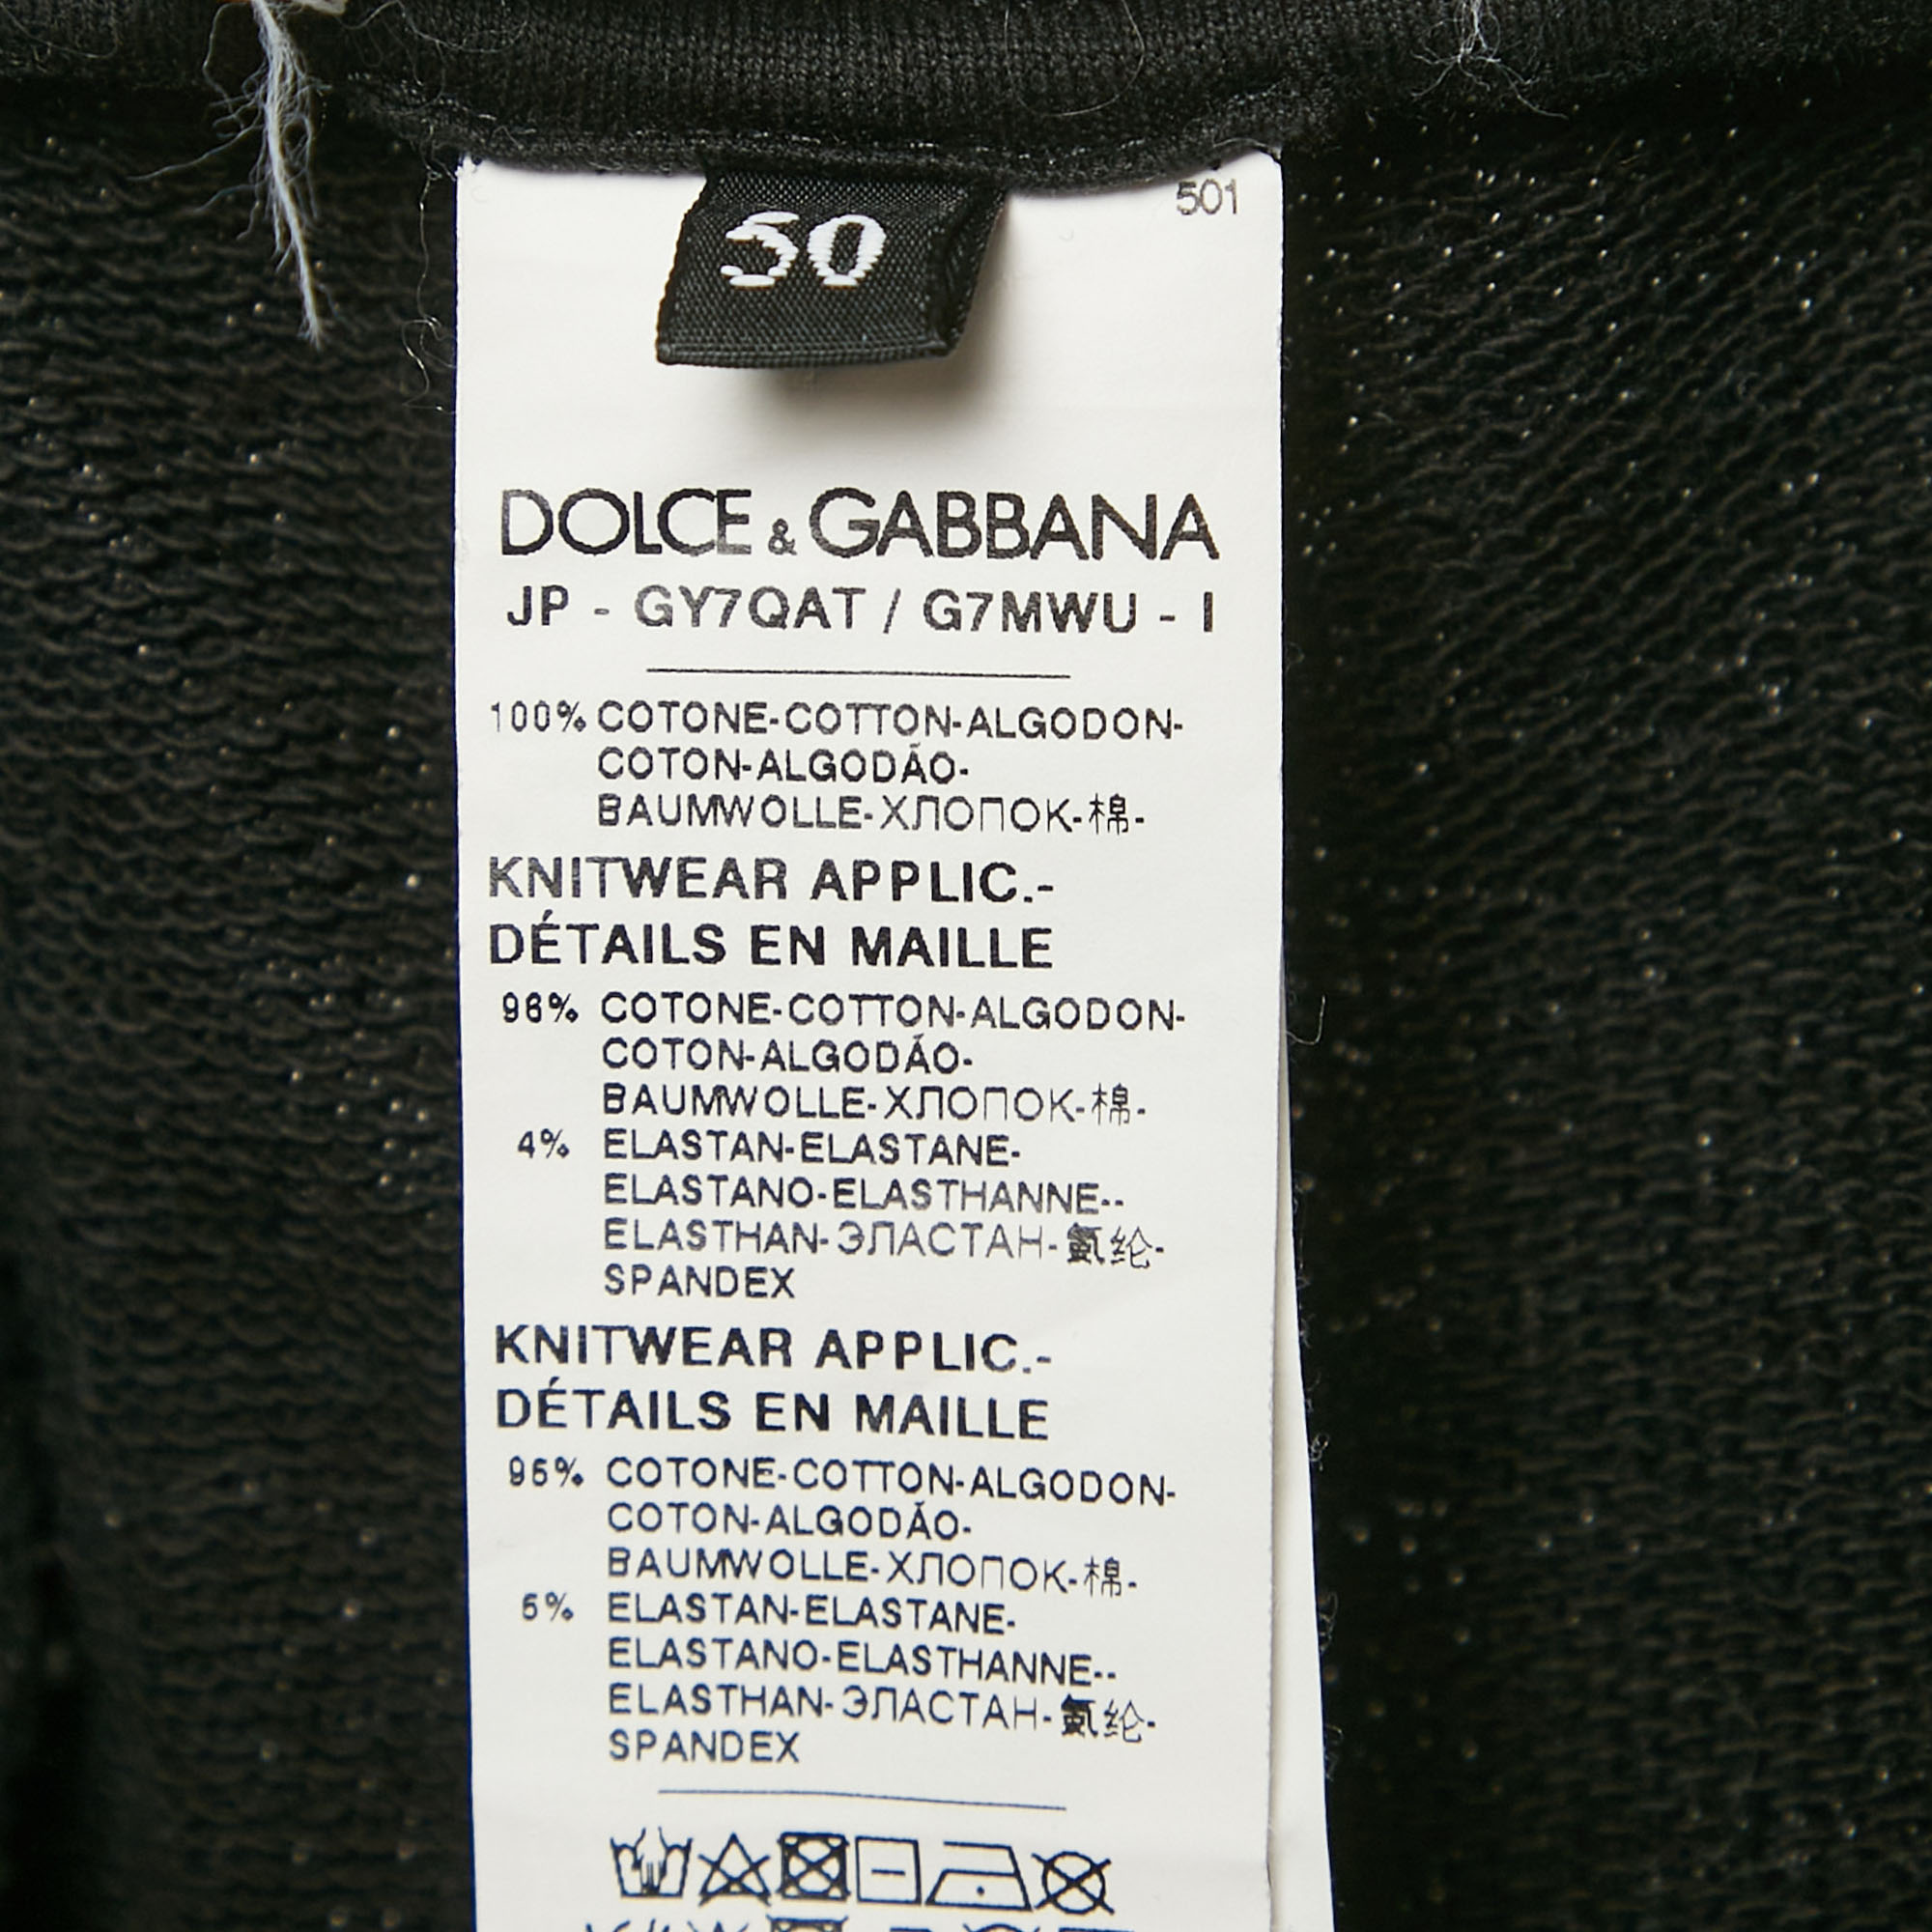 501
50
DOLCE & GABBANA
JP - GY7QAT / G7MWU - I
100% COTONE-COTTON-ALGODON-
COTON-ALGODÃO-
BAUMWOLLE-ХЛОПОК-棉-
KNITWEAR APPLIC.-
DÉTAILS EN MAILLE
96% COTONE-COTTON-ALGODON-
COTON-ALGODÃO-
BAUMWOLLE-ХЛОПОК-棉-
4% ELASTAN-ELASTANE-
ELASTANO-ELASTHANNE--
ELASTHAN-ЭЛАСТАН-氨纶-
SPANDEX
KNITWEAR APPLIC.-
DÉTAILS EN MAILLE
95% COTONE-COTTON-ALGODON-
COTON-ALGODÃO-
BAUMWOLLE-ХЛОПОК-棉-
5% ELASTAN-ELASTANE-
ELASTANO-ELASTHANNE--
ELASTHAN-ЭЛАСТАН-氨纶-
SPANDEX